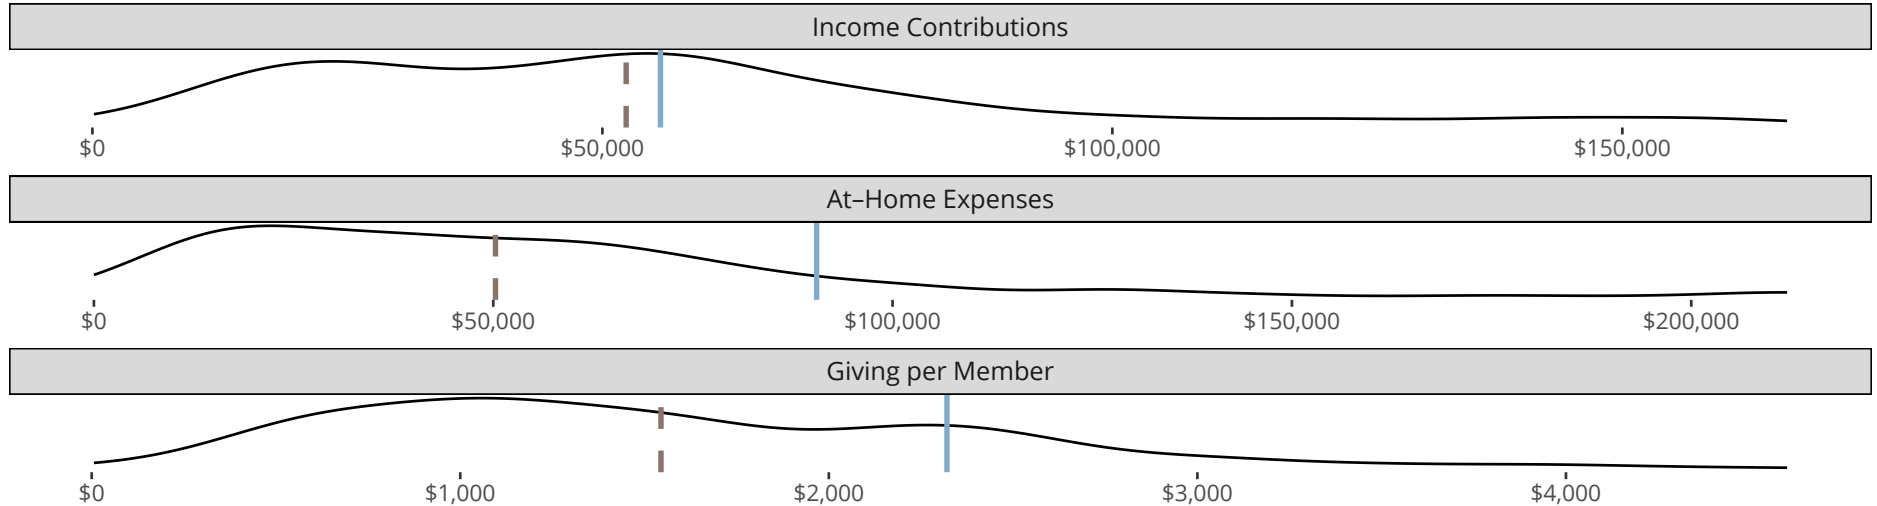 Income Contributions
$0 $50,000 $100,000 $150,000
At–Home Expenses
$0 $50,000 $100,000 $150,000 $200,000
Giving per Member
$0 $1,000 $2,000 $3,000 $4,000